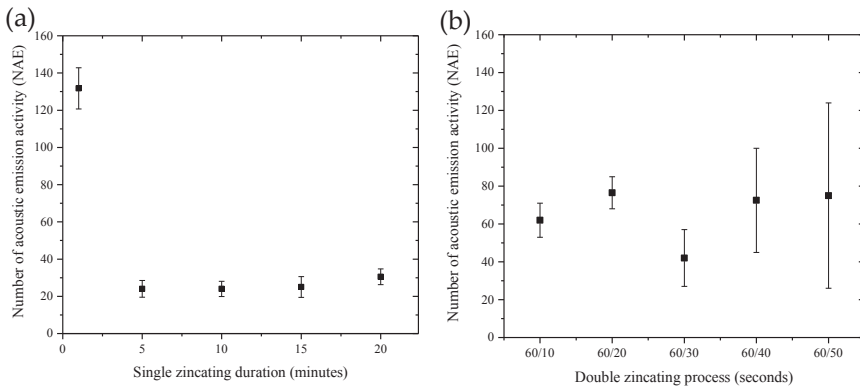 (a)
Number of acoustic emission activity (NAE)
160
140
120
100
80
60
40
20
0
0 5 10 15 20
Single zincating duration (minutes)
(b)
Number of acoustic emission activity (NAE)
160
140
120
100
80
60
40
20
0
60/10 60/20 60/30 60/40 60/50
Double zincating process (seconds)